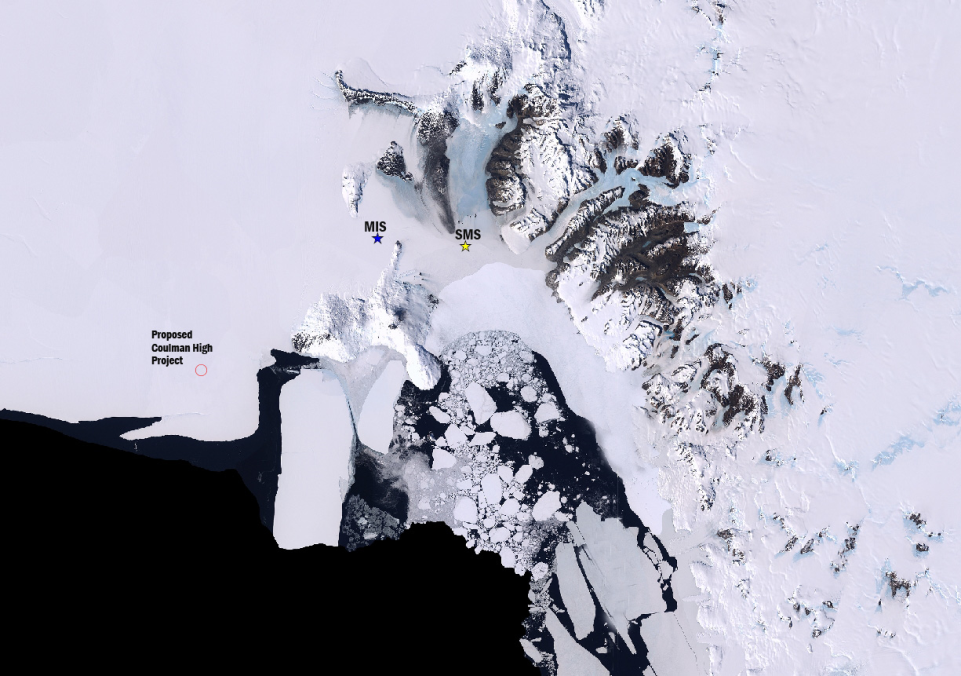 MIS
SMS
Proposed
Coulman High
Project